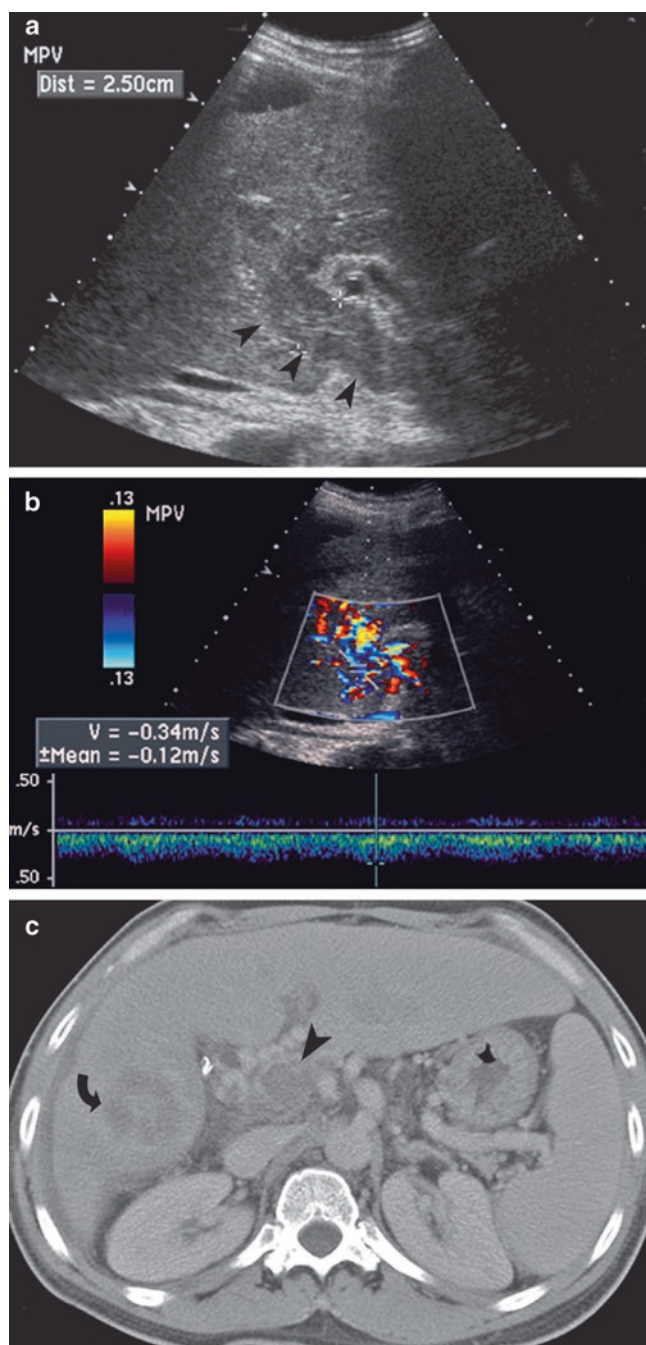 a
MPV
Dist = 2.50cm
b
.13
MPV
.13
V = −0.34m/s
±Mean = −0.12m/s
.50
m/s
.50
c